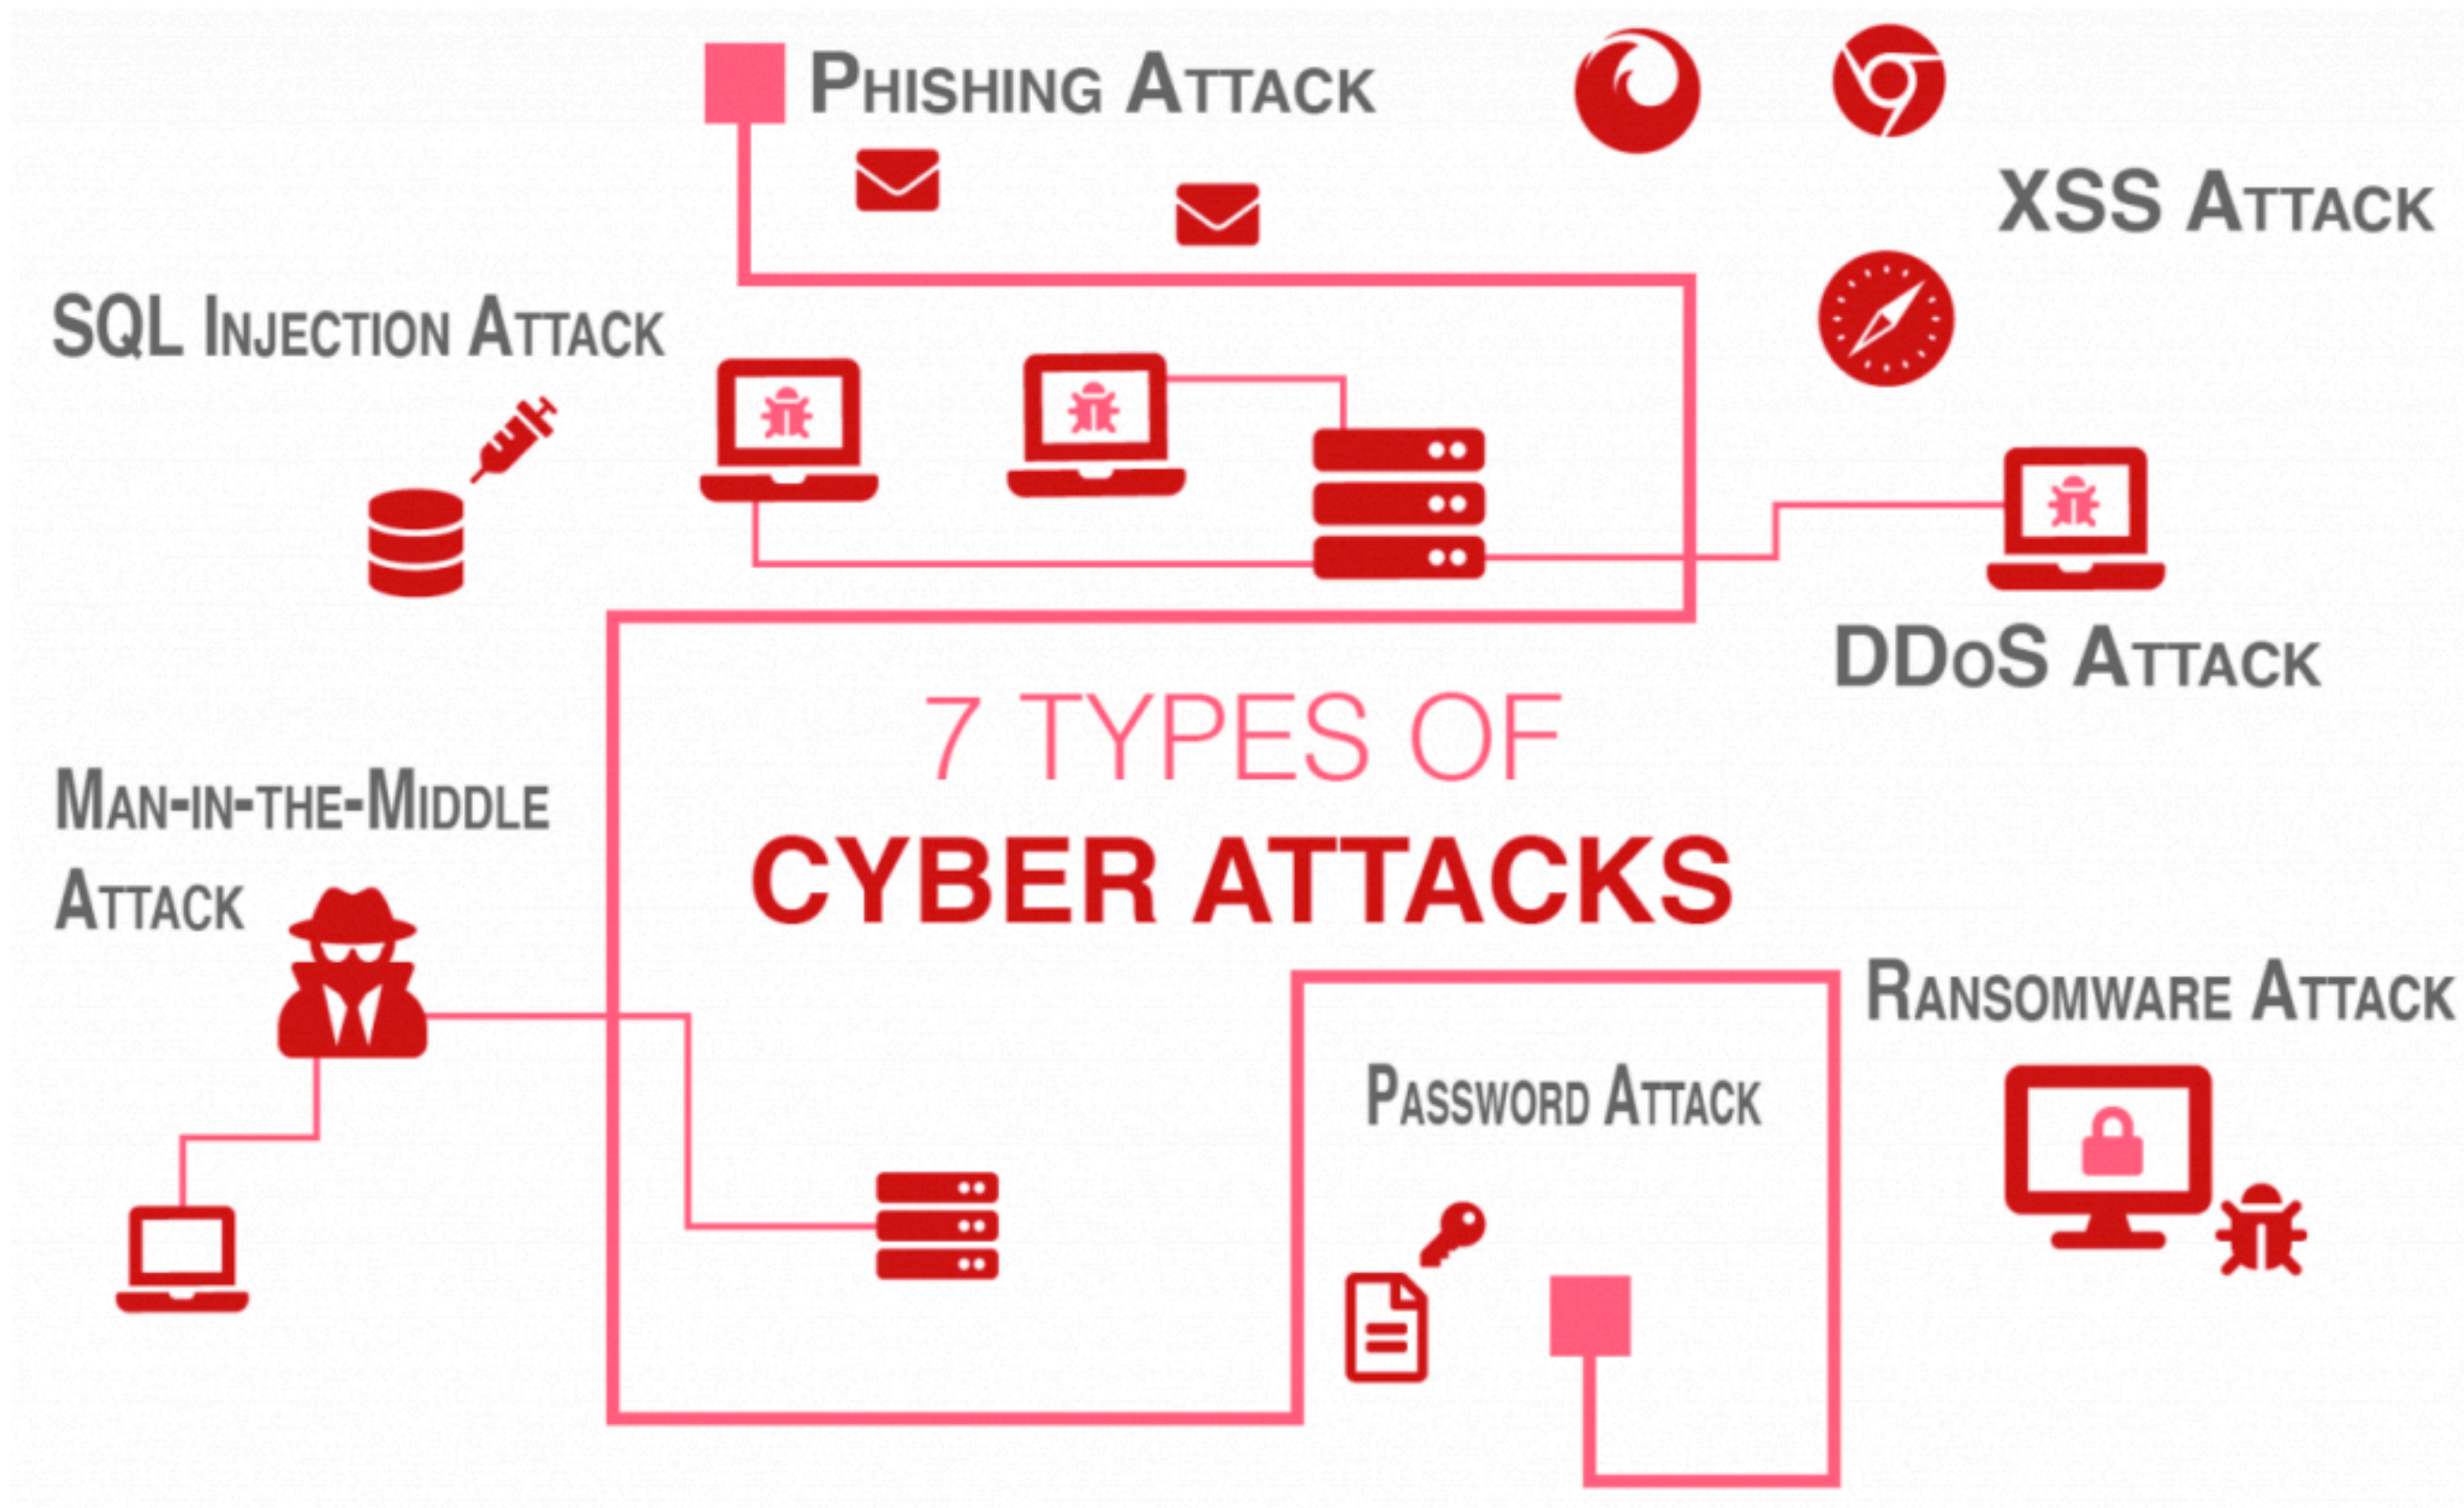 Phishing Attack
XSS Attack
SQL Injection Attack
DDoS Attack
7 TYPES OF
CYBER ATTACKS
Man-in-the-Middle
Attack
Ransomware Attack
Password Attack